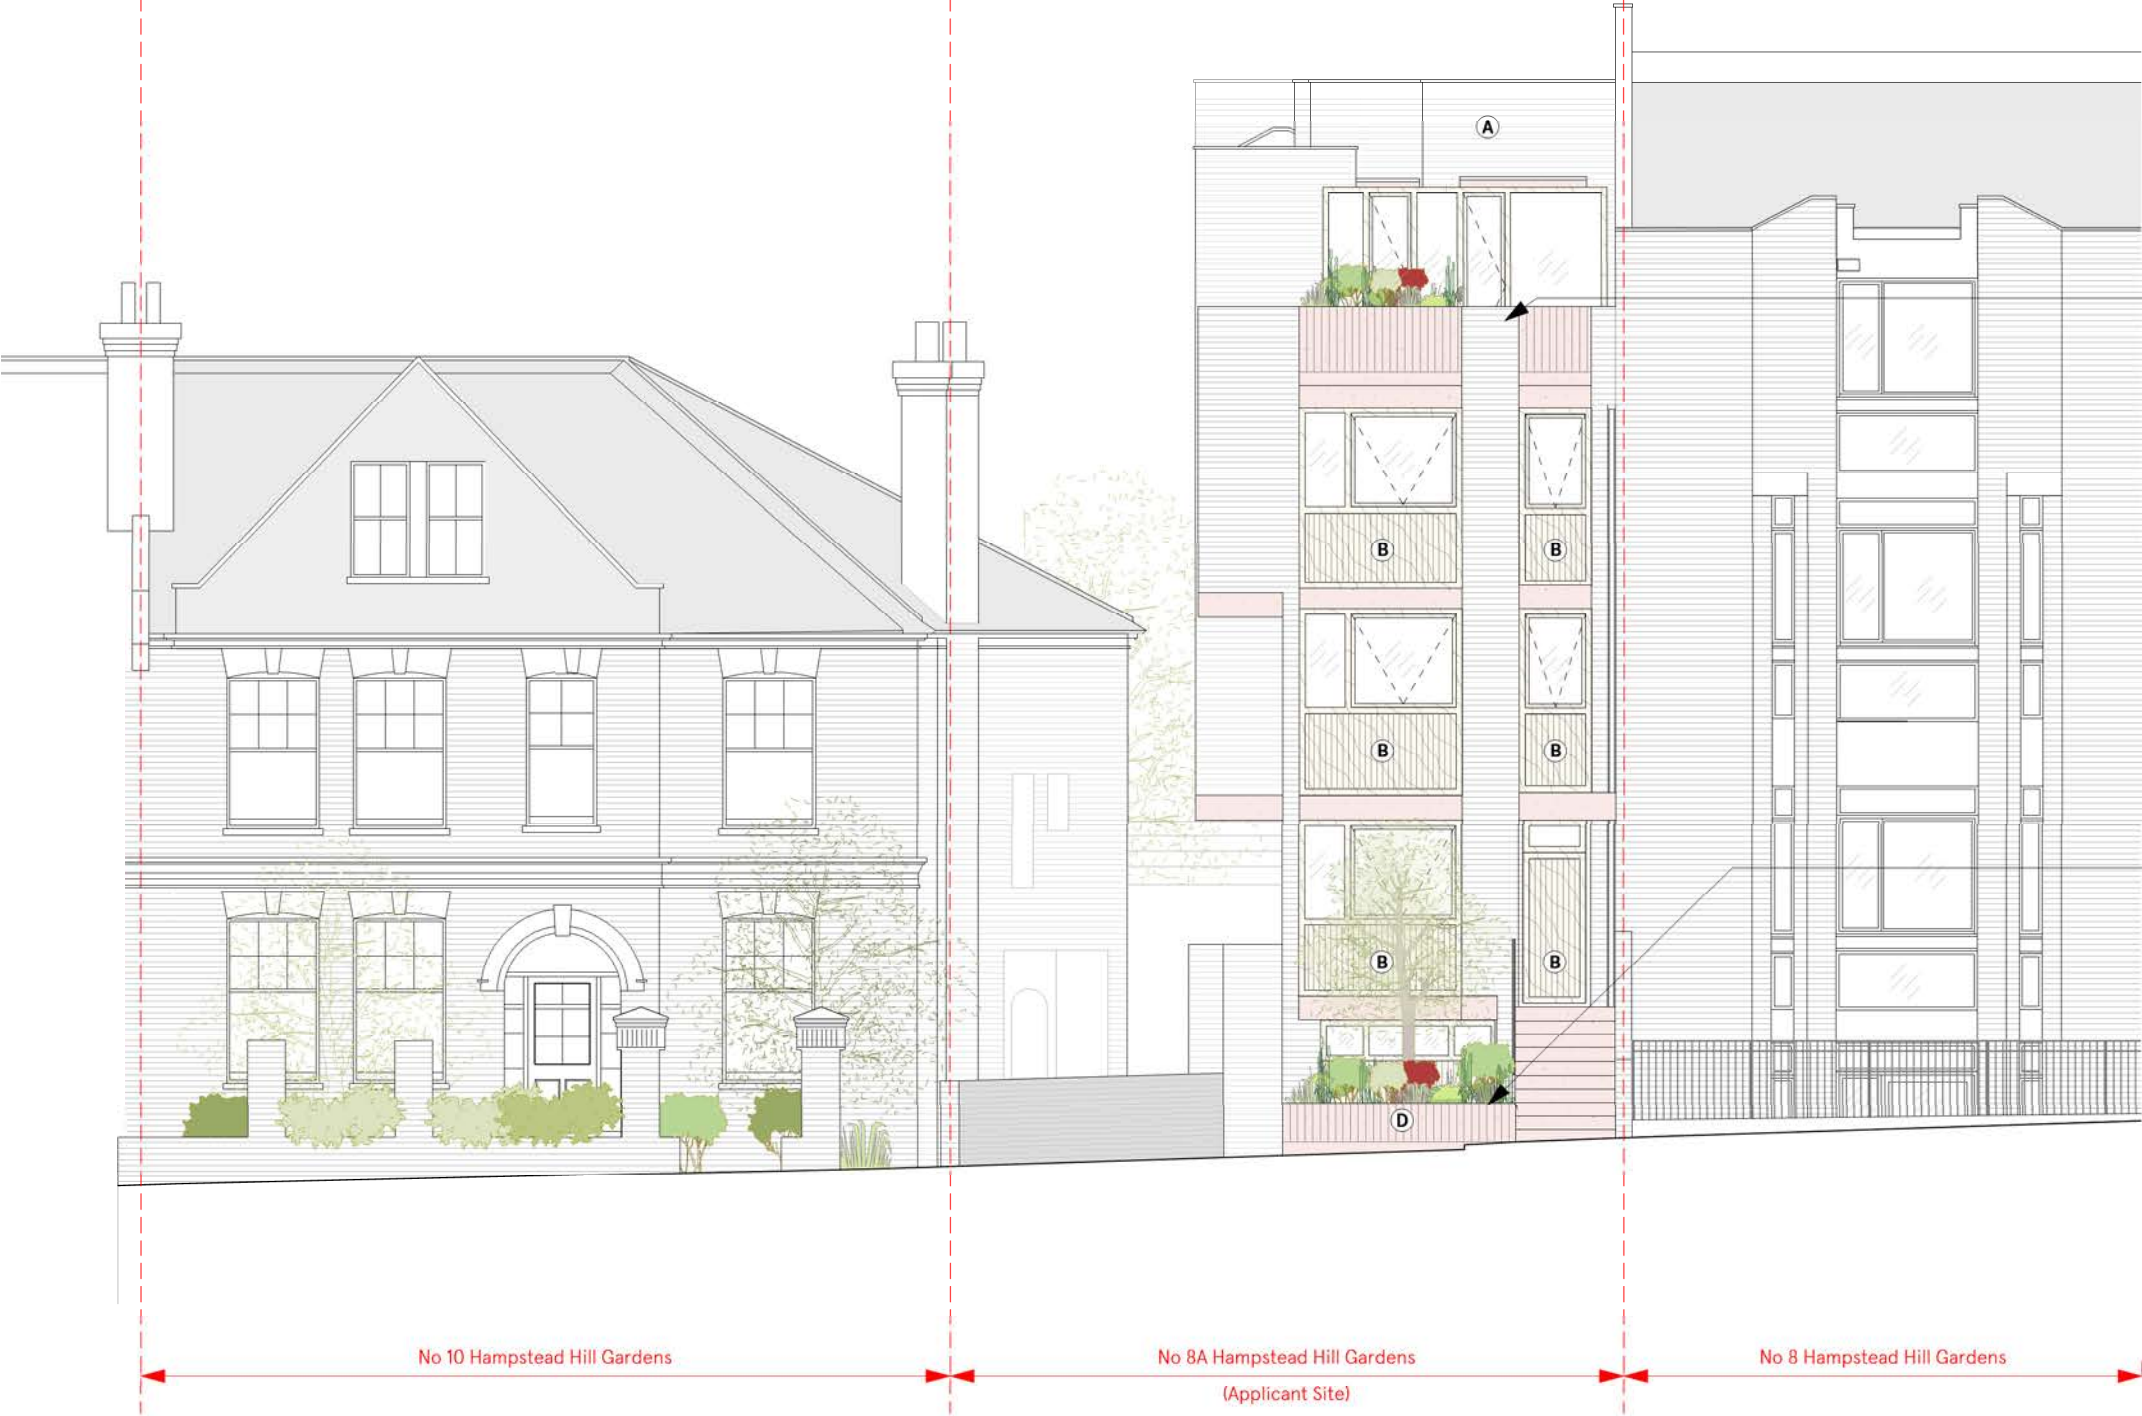 A
B
B
B
B
B
B
D
No 10 Hampstead Hill Gardens
No 8A Hampstead Hill Gardens
(Applicant Site)
No 8 Hampstead Hill Gardens